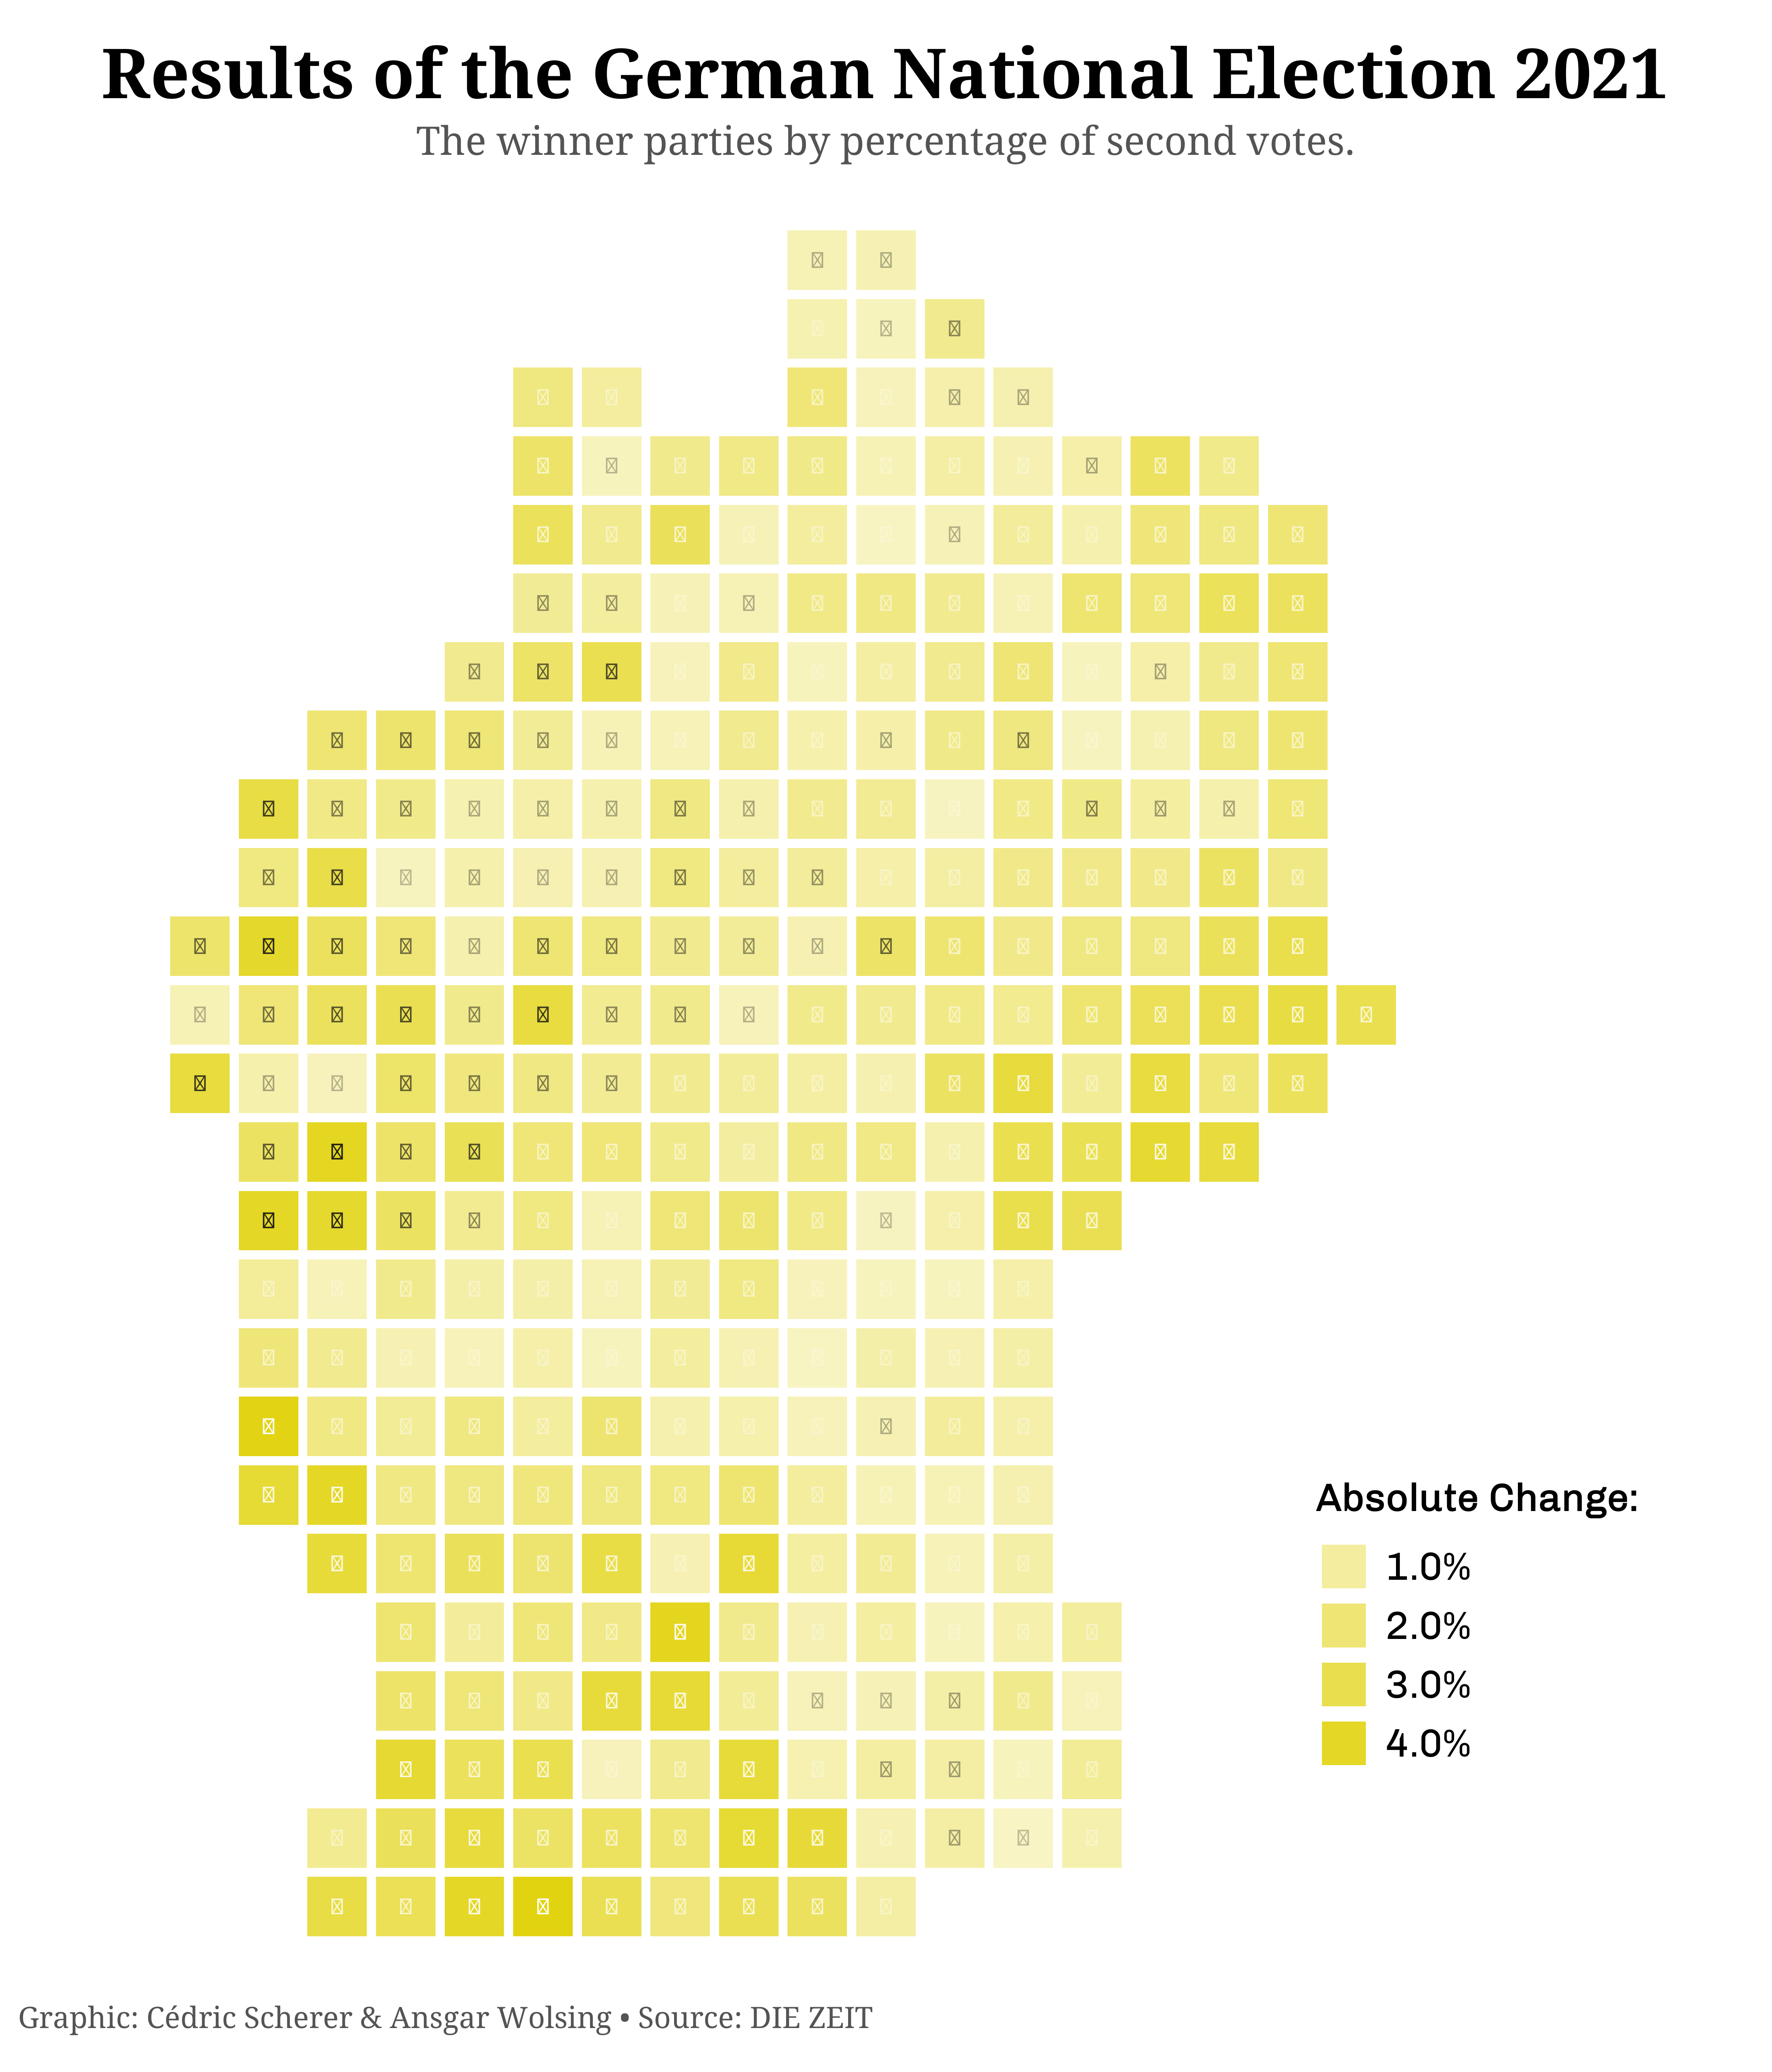 Results of the German National Election 2021
The winner parties by percentage of second votes.
Absolute Change:
1.0%
2.0%
3.0%
4.0%
Graphic: Cédric Scherer & Ansgar Wolsing • Source: DIE ZEIT